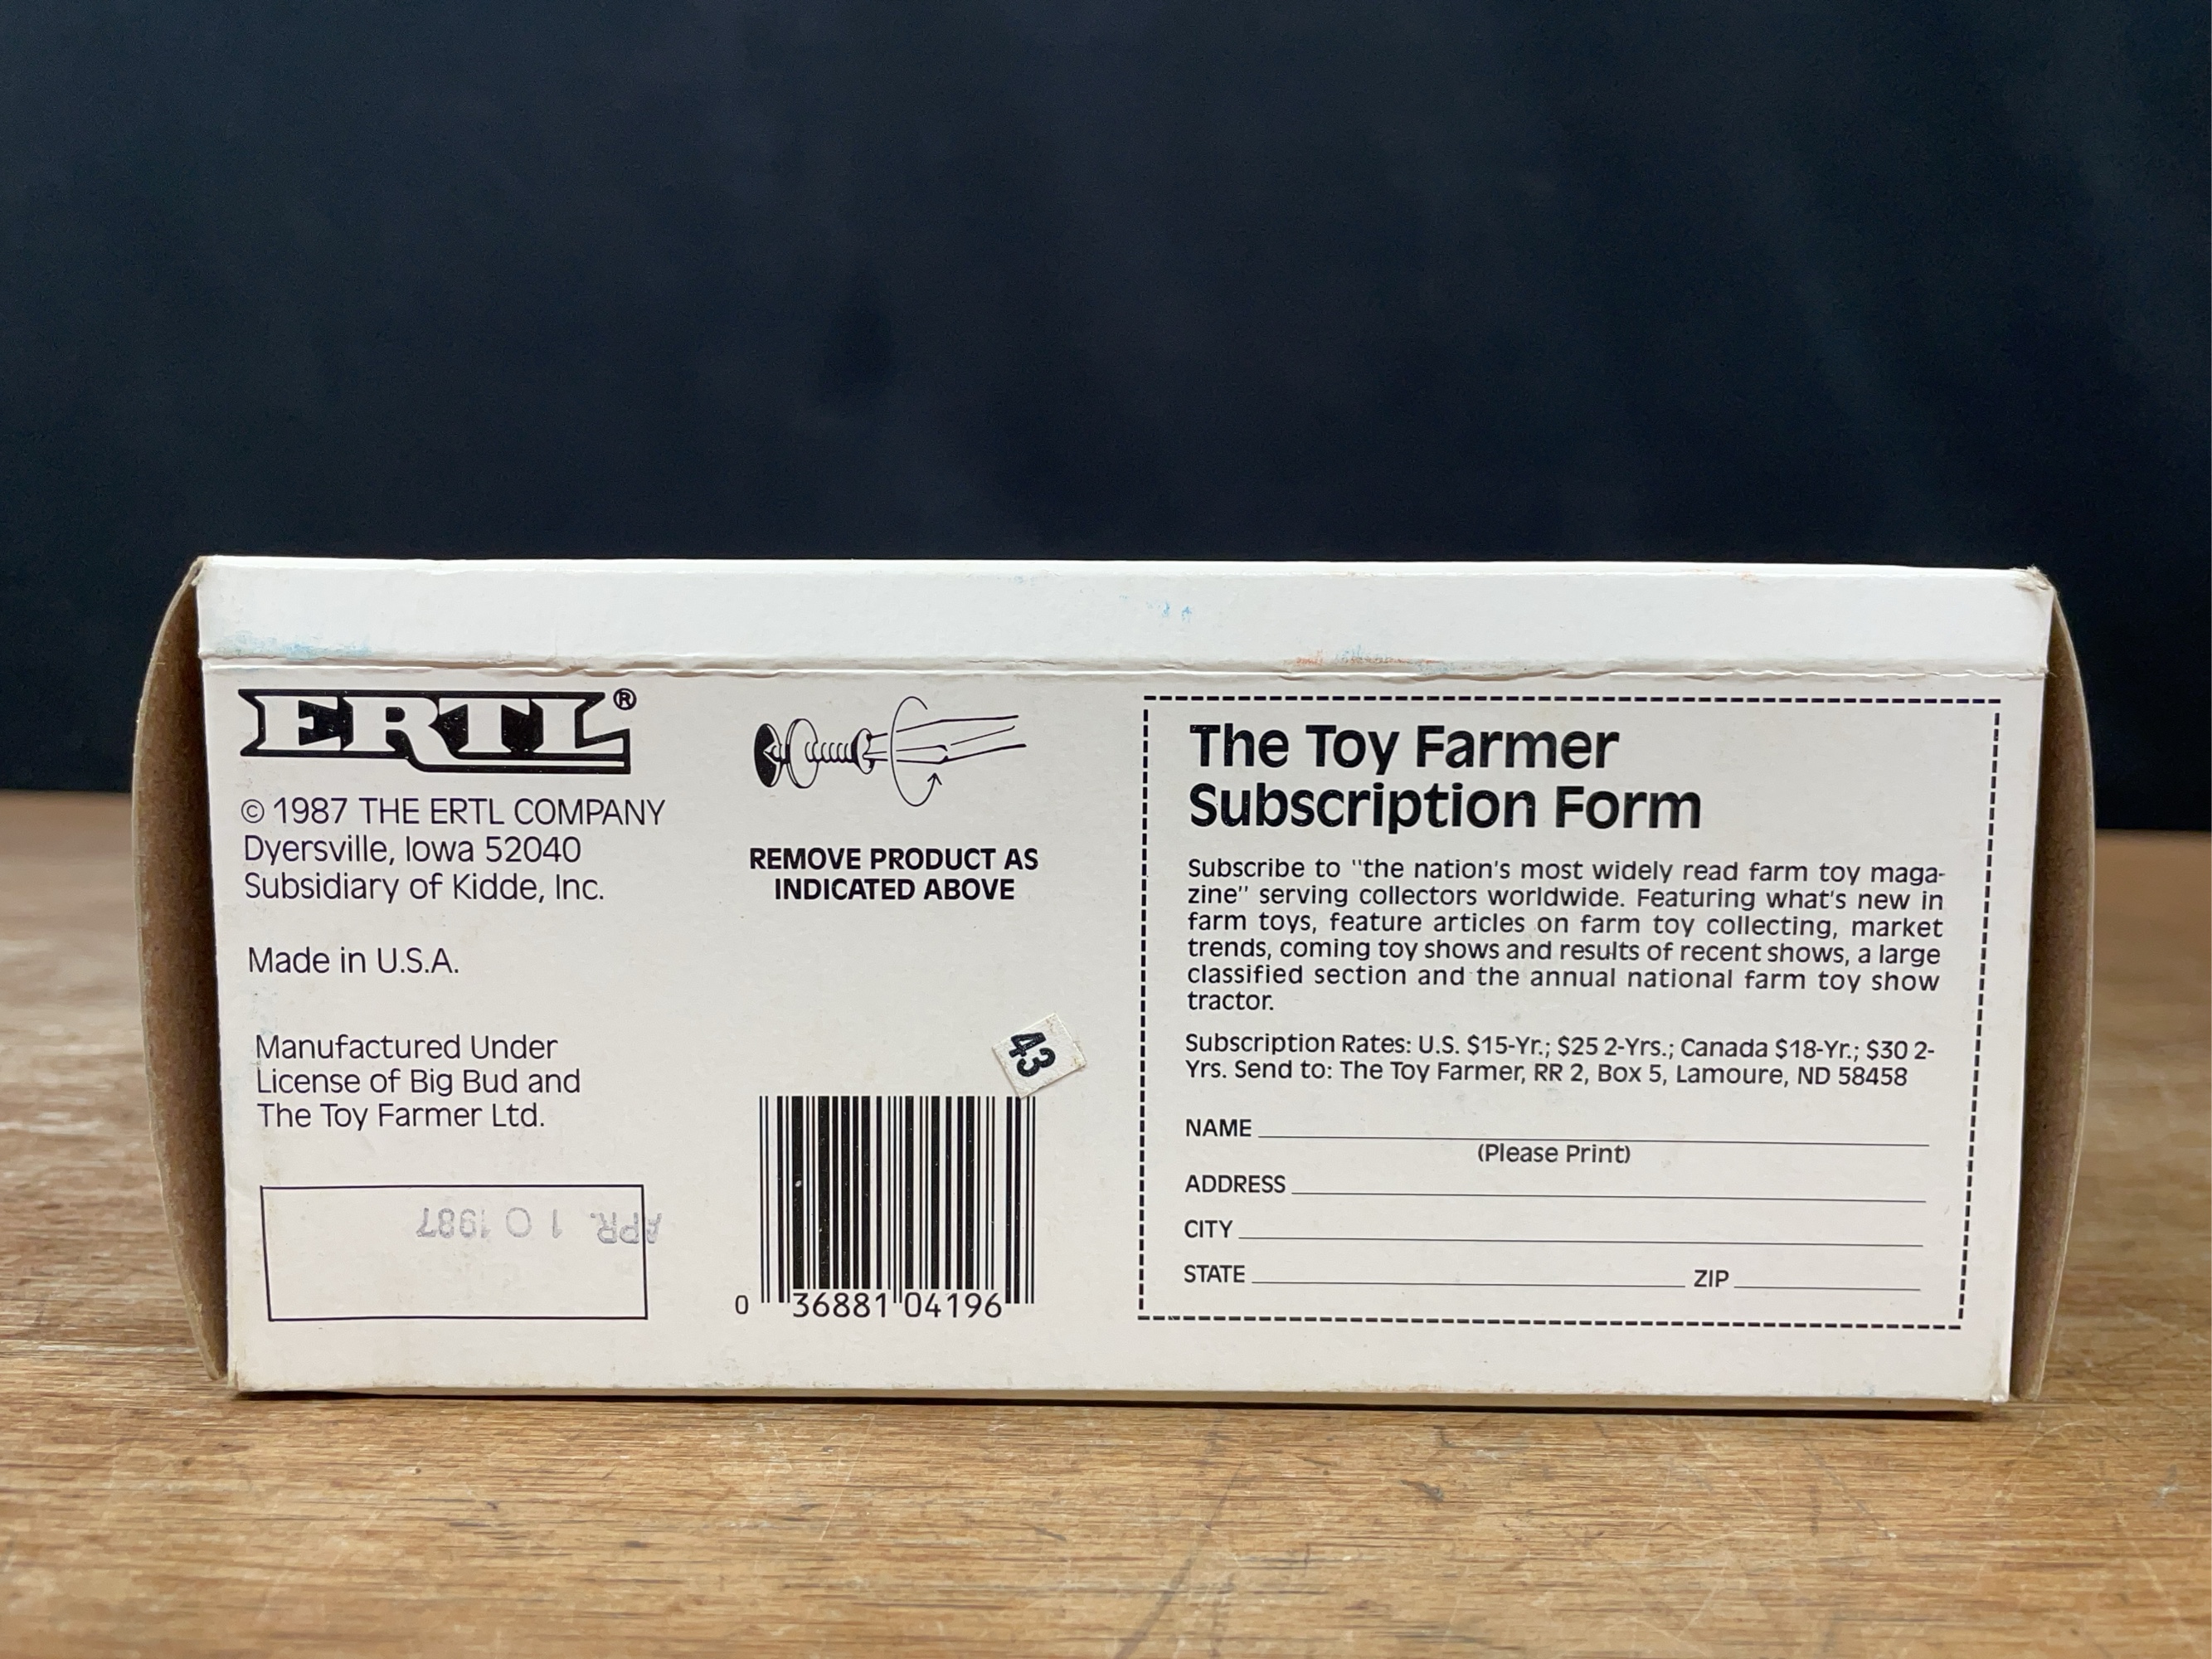 ERTL®
© 1987 THE ERTL COMPANY
Dyersville, Iowa 52040
Subsidiary of Kidde, Inc.
Made in U.S.A.
Manufactured Under
License of Big Bud and
The Toy Farmer Ltd.
APR. 10 1987
REMOVE PRODUCT AS
INDICATED ABOVE
43
0 36881 04196
The Toy Farmer
Subscription Form
Subscribe to "the nation's most widely read farm toy maga-
zine" serving collectors worldwide. Featuring what's new in
farm toys, feature articles on farm toy collecting, market
trends, coming toy shows and results of recent shows, a large
classified section and the annual national farm toy show
tractor.
Subscription Rates: U.S. $15-Yr.; $25 2-Yrs.; Canada $18-Yr.; $30 2-
Yrs. Send to: The Toy Farmer, RR 2, Box 5, Lamoure, ND 58458
NAME
(Please Print)
ADDRESS
CITY
STATE ZIP